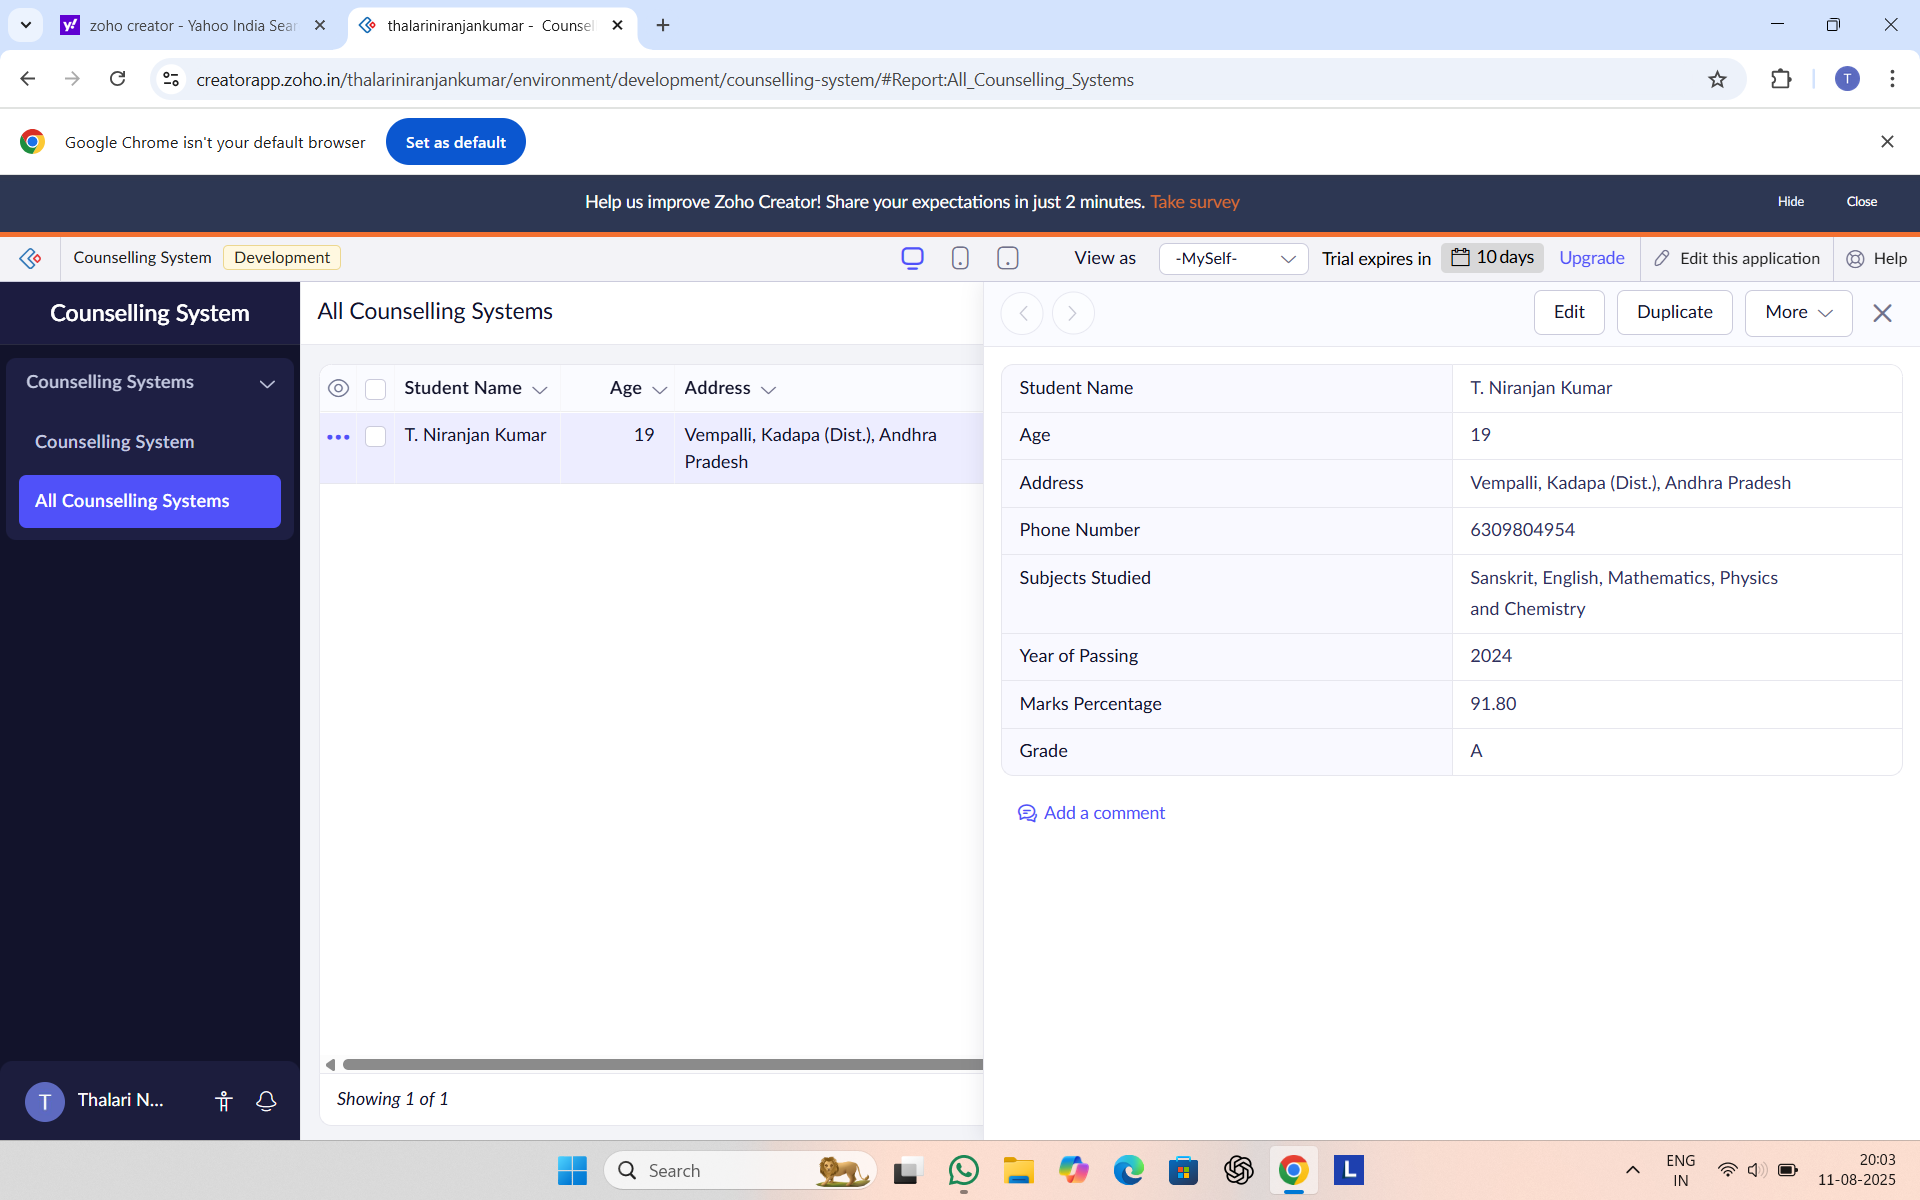 zoho creator - Yahoo India Sear
thalariniranjankumar - Counsel
creatorapp.zoho.in/thalariniranjankumar/environment/development/counselling-system/#Report:All_Counselling_Systems
T
Google Chrome isn't your default browser
Set as default
Help us improve Zoho Creator! Share your expectations in just 2 minutes. Take survey
Hide
Close
Counselling System
Development
View as
-MySelf-
Trial expires in
10 days
Upgrade
Edit this application
Help
Counselling System
Counselling Systems
Counselling System
All Counselling Systems
Thalari N...
T
All Counselling Systems
Student Name
Age
Address
T. Niranjan Kumar
19
Vempalli, Kadapa (Dist.), Andhra
Pradesh
Showing 1 of 1
Edit
Duplicate
More
Student Name
T. Niranjan Kumar
Age
19
Address
Vempalli, Kadapa (Dist.), Andhra Pradesh
Phone Number
6309804954
Subjects Studied
Sanskrit, English, Mathematics, Physics
and Chemistry
Year of Passing
2024
Marks Percentage
91.80
Grade
A
Add a comment
Search
L
ENG
IN
20:03
11-08-2025